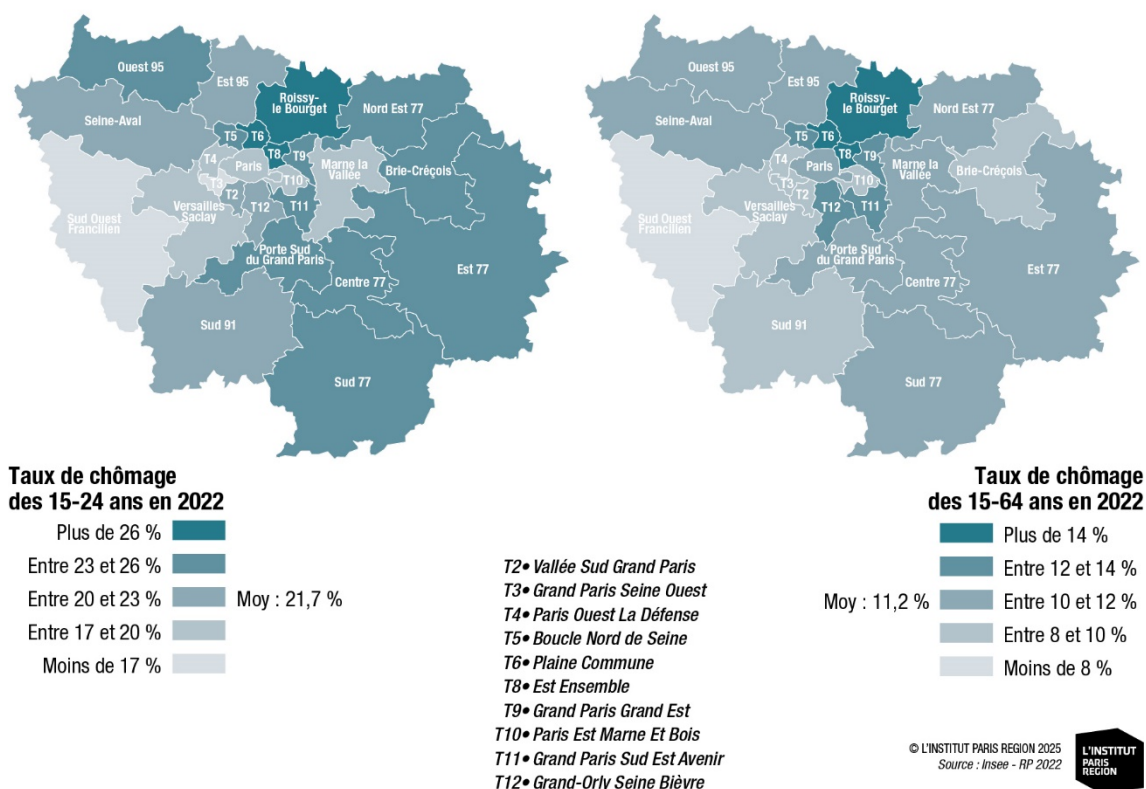 Ouest 95
Est 95
Roissy-
le Bourget
Nord Est 77
Seine-Aval
T5
T6
T8
T9
T4
Paris
Marne la
Vallée
Brie-Créçois
T3
T10
T2
Versailles
Saclay
T12
T11
Sud Ouest
Francilien
Porte Sud
du Grand Paris
Est 77
Centre 77
Sud 91
Sud 77
Ouest 95
Est 95
Roissy-
le Bourget
Nord Est 77
Seine-Aval
T5
T6
T8
T9
T4
Paris
Marne la
Vallée
Brie-Créçois
T3
T10
T2
Versailles
Saclay
T12
T11
Sud Ouest
Francilien
Porte Sud
du Grand Paris
Est 77
Centre 77
Sud 91
Sud 77
Taux de chômage
des 15-24 ans en 2022
Plus de 26 %
Entre 23 et 26 %
Entre 20 et 23 % Moy : 21,7 %
Entre 17 et 20 %
Moins de 17 %
T2• Vallée Sud Grand Paris
T3• Grand Paris Seine Ouest
T4• Paris Ouest La Défense
T5• Boucle Nord de Seine
T6• Plaine Commune
T8• Est Ensemble
T9• Grand Paris Grand Est
T10• Paris Est Marne Et Bois
T11• Grand Paris Sud Est Avenir
T12• Grand-Orly Seine Bièvre
Taux de chômage
des 15-64 ans en 2022
Plus de 14 %
Entre 12 et 14 %
Moy : 11,2 % Entre 10 et 12 %
Entre 8 et 10 %
Moins de 8 %
© L'INSTITUT PARIS REGION 2025
Source : Insee - RP 2022
L'INSTITUT
PARIS
REGION